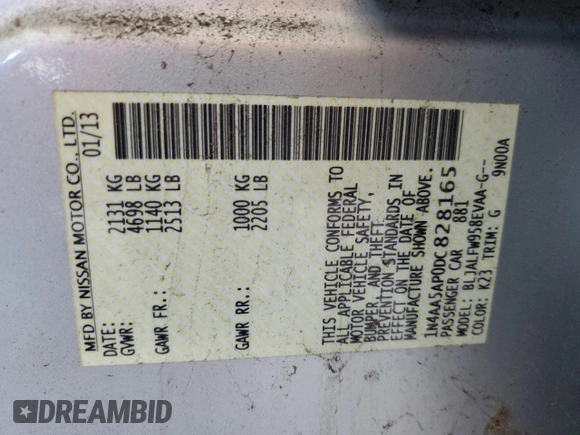 MFD BY NISSAN MOTOR CO., LTD.
DATE: 01/13
GVWR: 2131 KG
4698 LB
GAWR FR.: 1140 KG
2513 LB
GAWR RR.: 1000 KG
2205 LB
THIS VEHICLE CONFORMS TO
ALL APPLICABLE FEDERAL
MOTOR VEHICLE SAFETY,
BUMPER, AND THEFT
PREVENTION STANDARDS IN
EFFECT ON THE DATE OF
MANUFACTURE SHOWN ABOVE.
1N4AA5AP0DC828165
PASSENGER CAR 881
MODEL: BLJALFW958EVAA-G--
COLOR: K23 TRIM: G 9N00A
DREAMBID